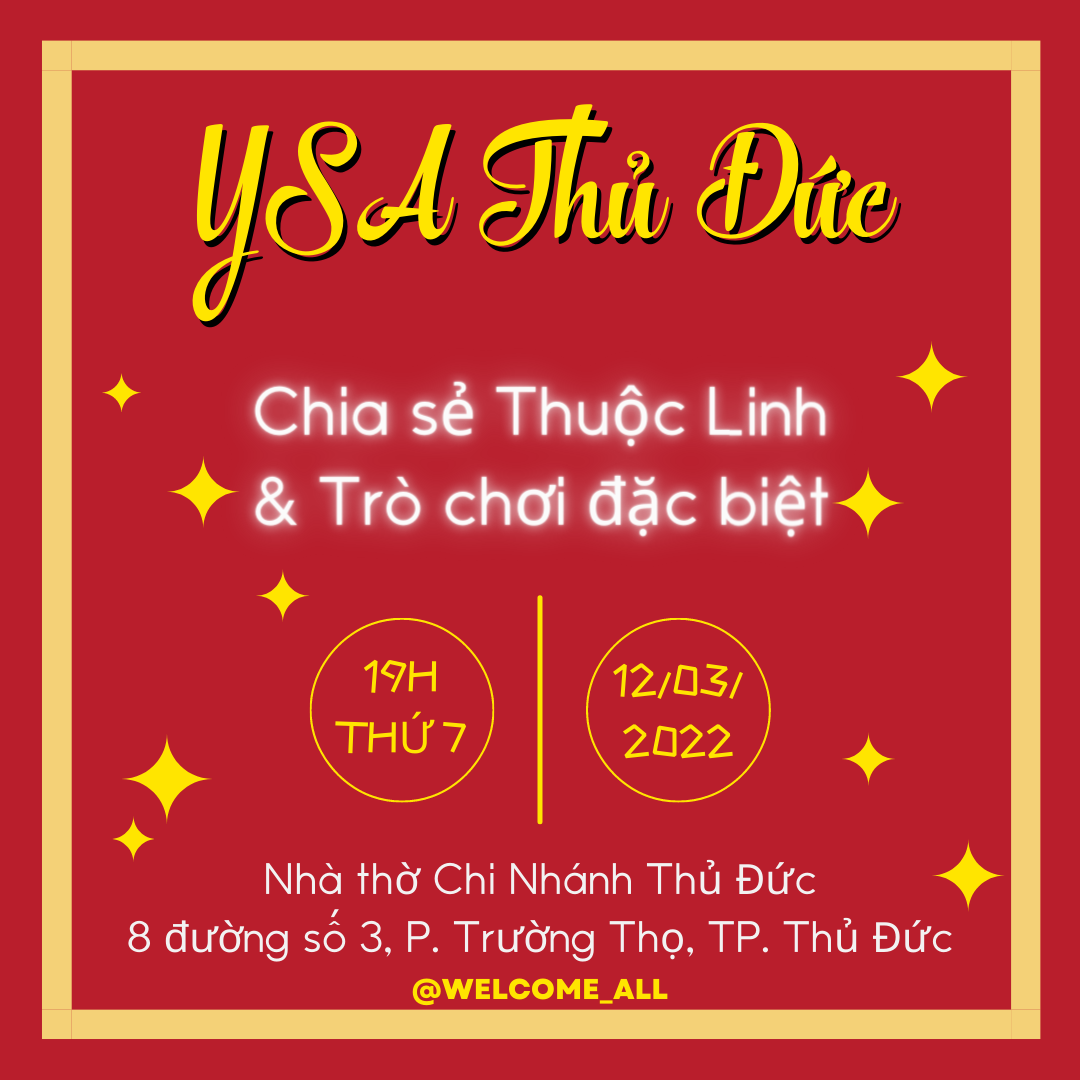 YSA Thủ Đức
Chia sẻ Thuộc Linh
& Trò chơi đặc biệt
19H
THỨ 7
12/03/
2022
Nhà thờ Chi Nhánh Thủ Đức
8 đường số 3, P. Trường Thọ, TP. Thủ Đức
@WELCOME_ALL